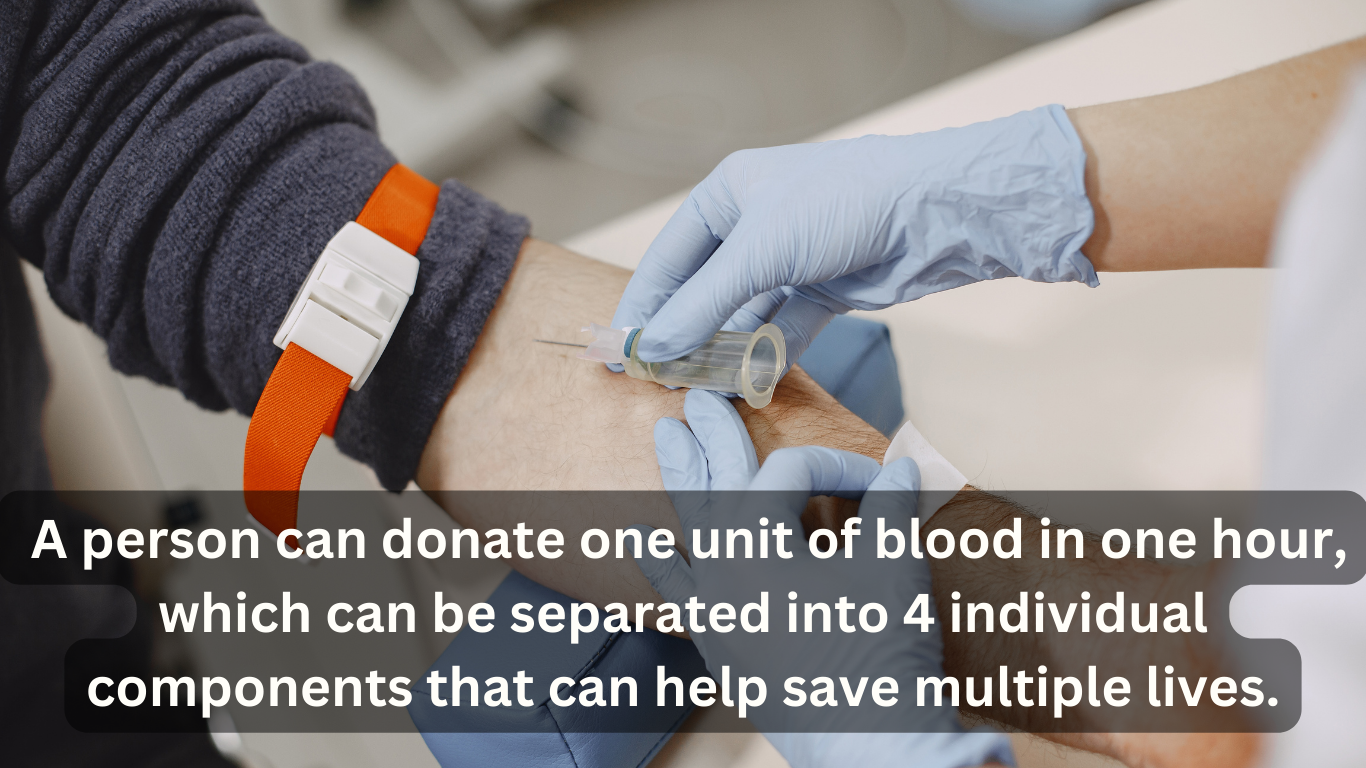 A person can donate one unit of blood in one hour,
which can be separated into 4 individual
components that can help save multiple lives.